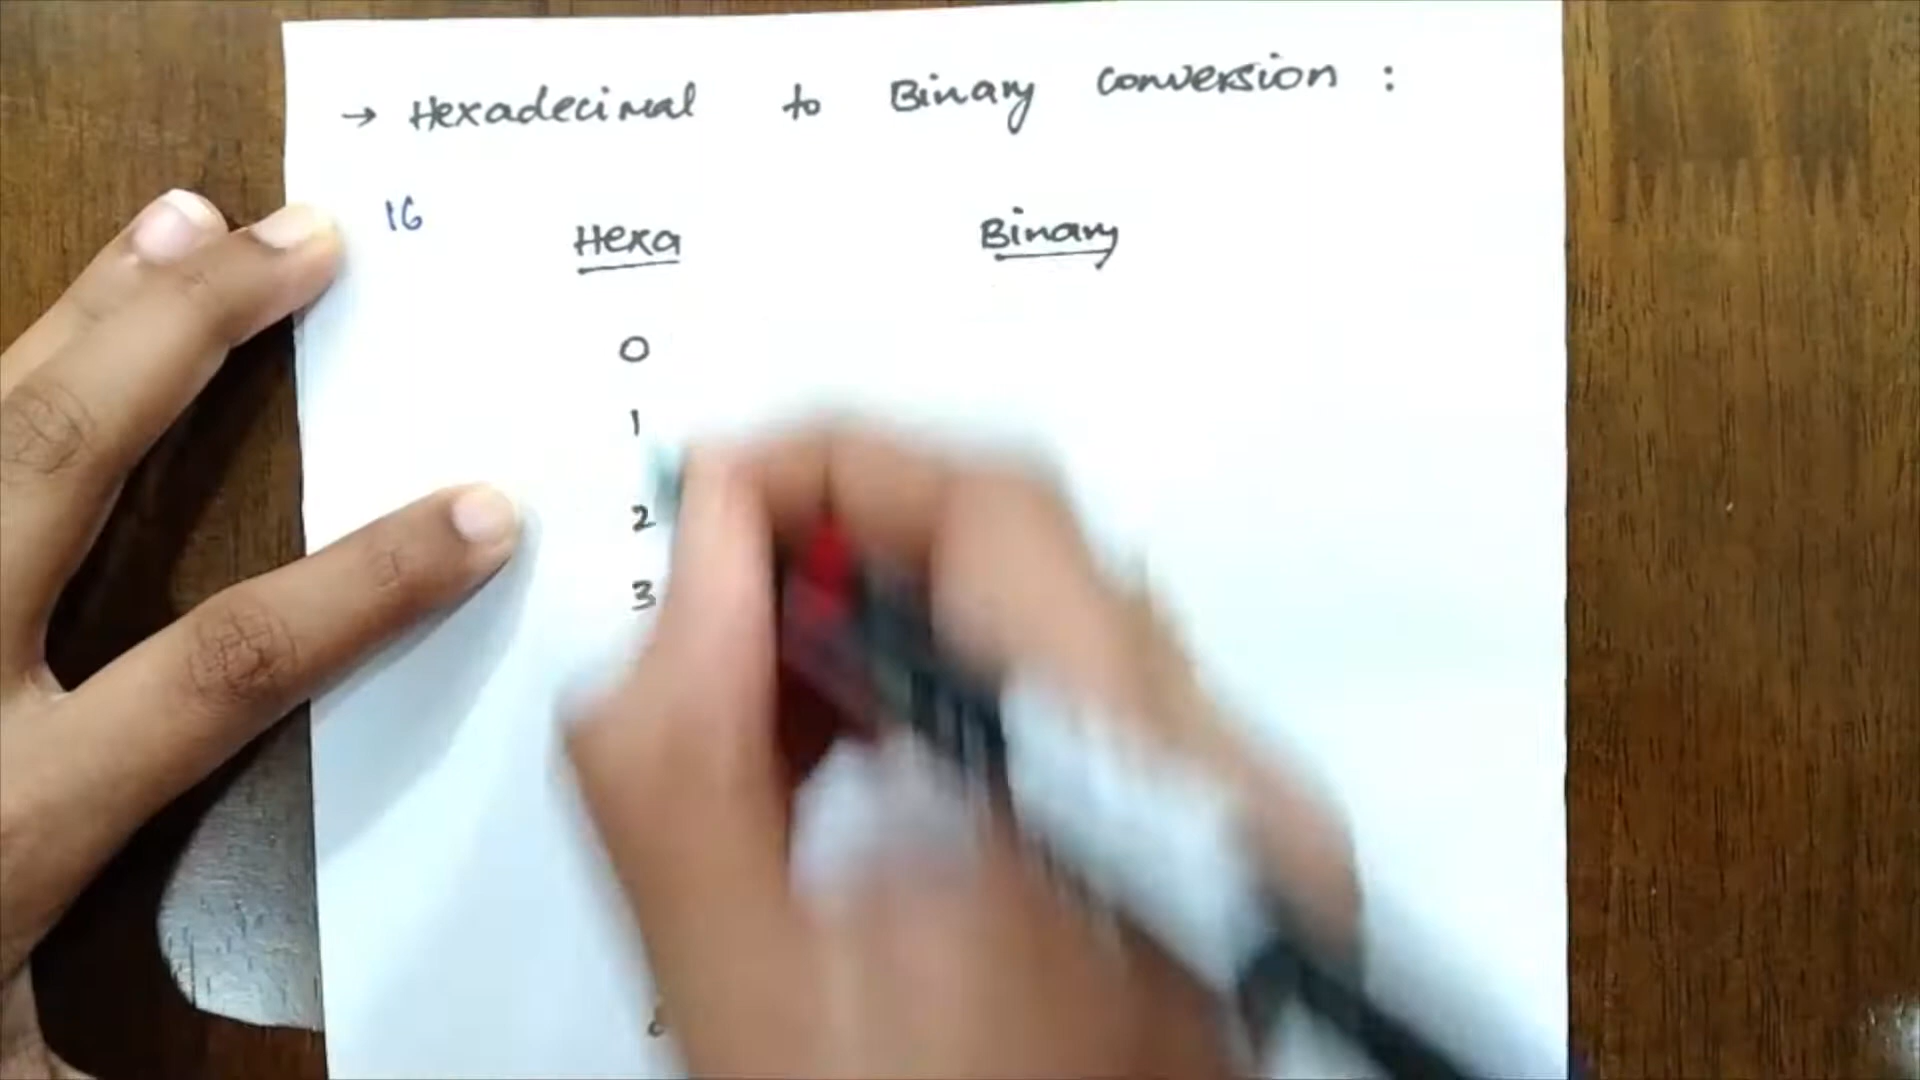 → Hexadecimal to Binary conversion :
16
Hexa Binary
0
1
2
3